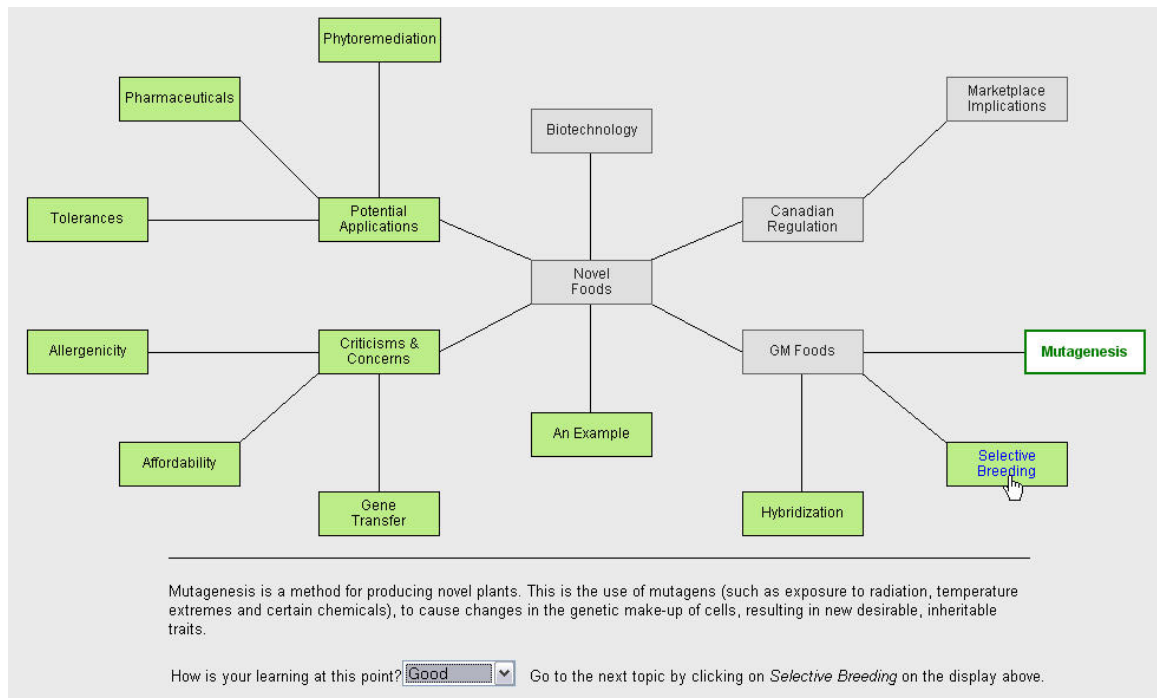 Phytoremediation
Pharmaceuticals
Marketplace
Implications
Biotechnology
Tolerances
Potential
Applications
Canadian
Regulation
Novel
Foods
Allergenicity
Criticisms &
Concerns
GM Foods
Mutagenesis
An Example
Affordability
Selective
Breeding
Gene
Transfer
Hybridization
Mutagenesis is a method for producing novel plants. This is the use of mutagens (such as exposure to radiation, temperature
extremes and certain chemicals), to cause changes in the genetic make-up of cells, resulting in new desirable, inheritable
traits.
How is your learning at this point? Good Go to the next topic by clicking on Selective Breeding on the display above.